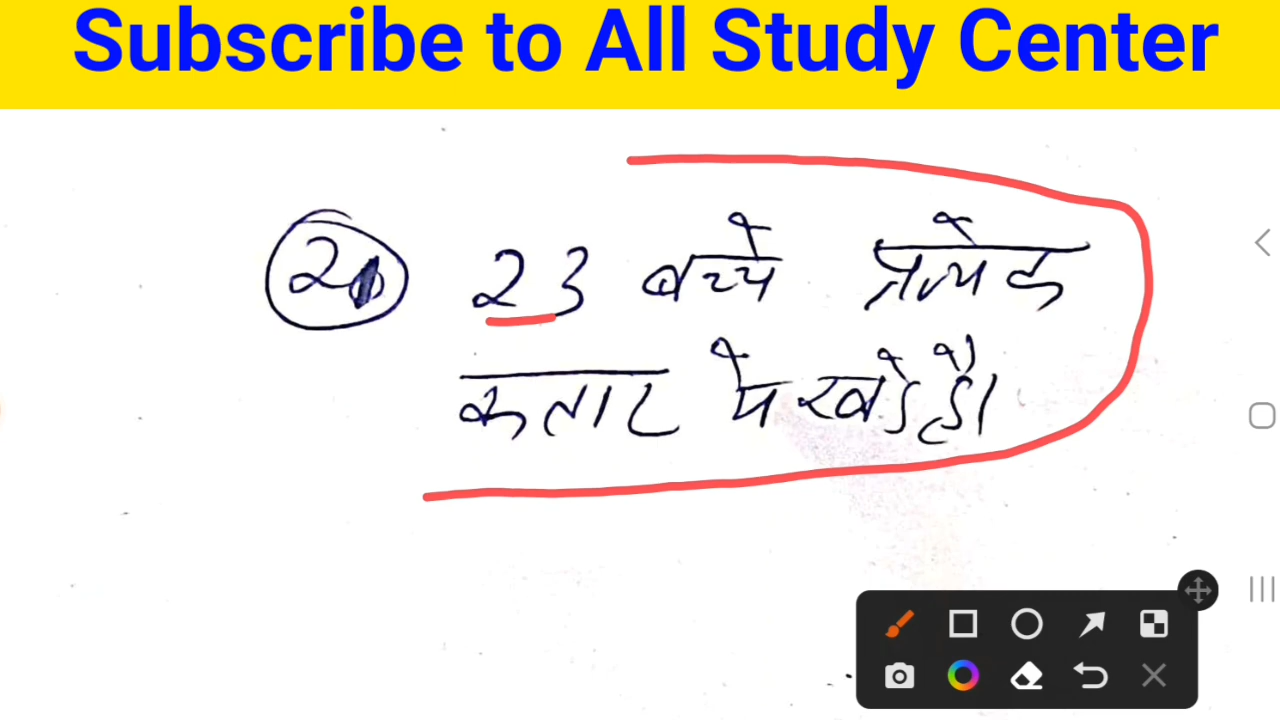 Subscribe to All Study Center
20 23 बच्चे प्रत्येक
कतार मे खडे है।